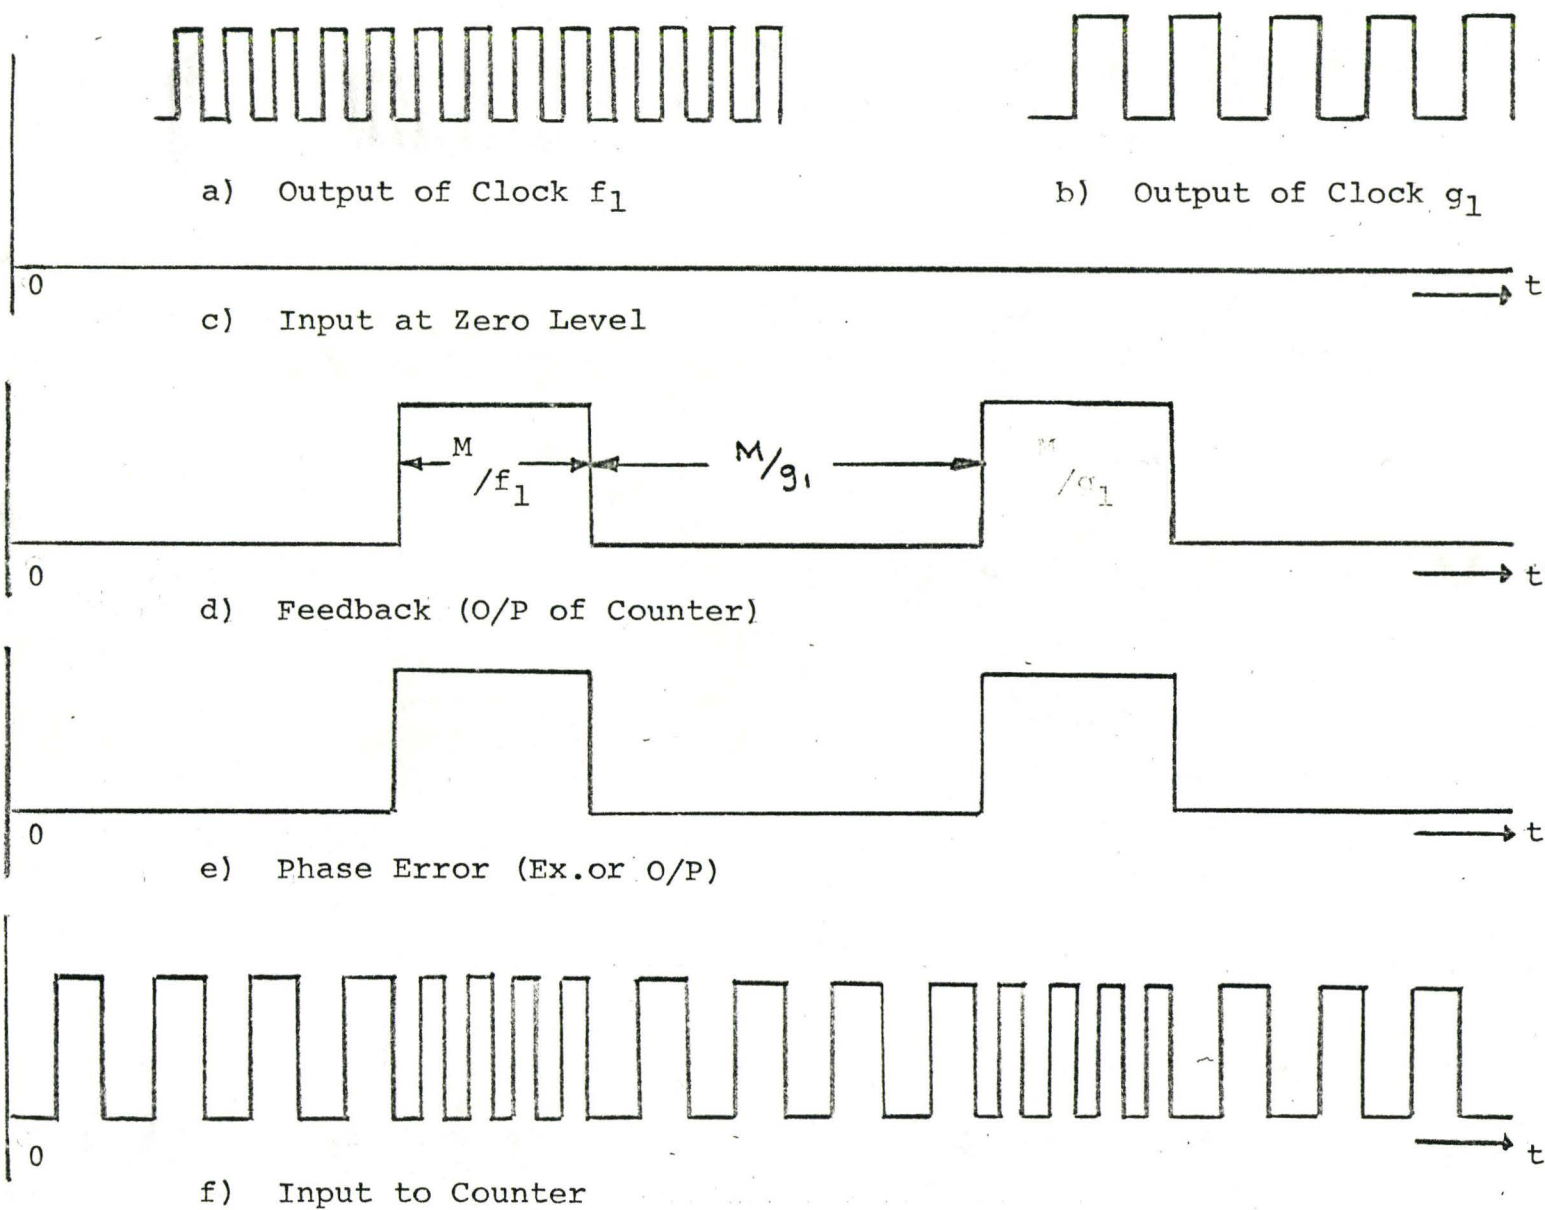 a) Output of Clock f1
b) Output of Clock g1
0
t
c) Input at Zero Level
M
/f1
M/g1
M
/g1
0
t
d) Feedback (O/P of Counter)
0
t
e) Phase Error (Ex.or O/P)
0
t
f) Input to Counter